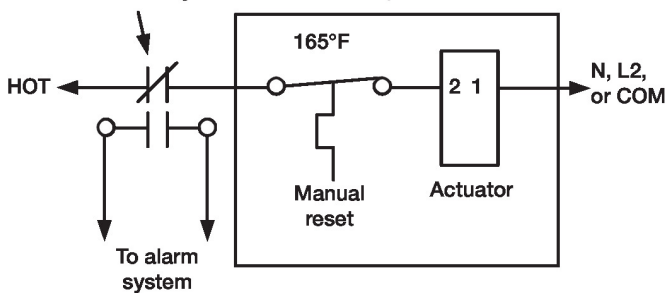 165°F
HOT
2 1
N, L2,
or COM
Manual
reset
Actuator
To alarm
system